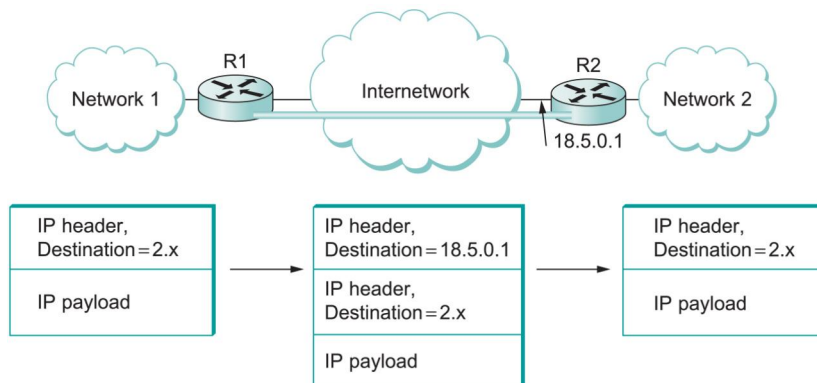 R1
R2
Network 1
Internetwork
Network 2
18.5.0.1
IP header,
Destination=2.x
IP payload
IP header,
Destination=18.5.0.1
IP header,
Destination=2.x
IP payload
IP header,
Destination=2.x
IP payload